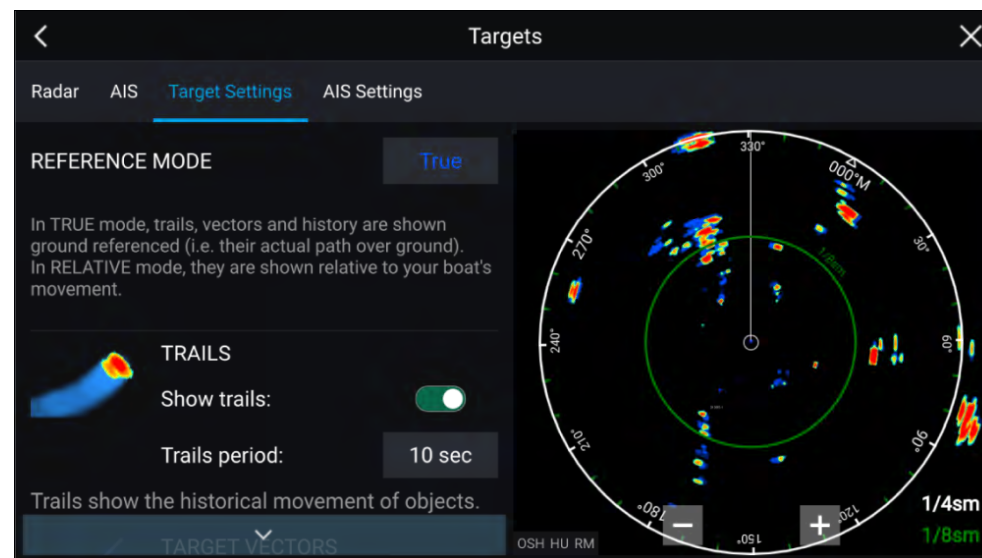 Targets
Radar AIS Target Settings AIS Settings
REFERENCE MODE True
In TRUE mode, trails, vectors and history are shown
ground referenced (i.e. their actual path over ground).
In RELATIVE mode, they are shown relative to your boat's
movement.
TRAILS
Show trails:
Trails period: 10 sec
Trails show the historical movement of objects.
TARGET VECTORS
330°
000°M
30°
60°
90°
120°
150°
180°
210°
240°
270°
300°
1/8sm
1/4sm
1/8sm
OSH HU RM